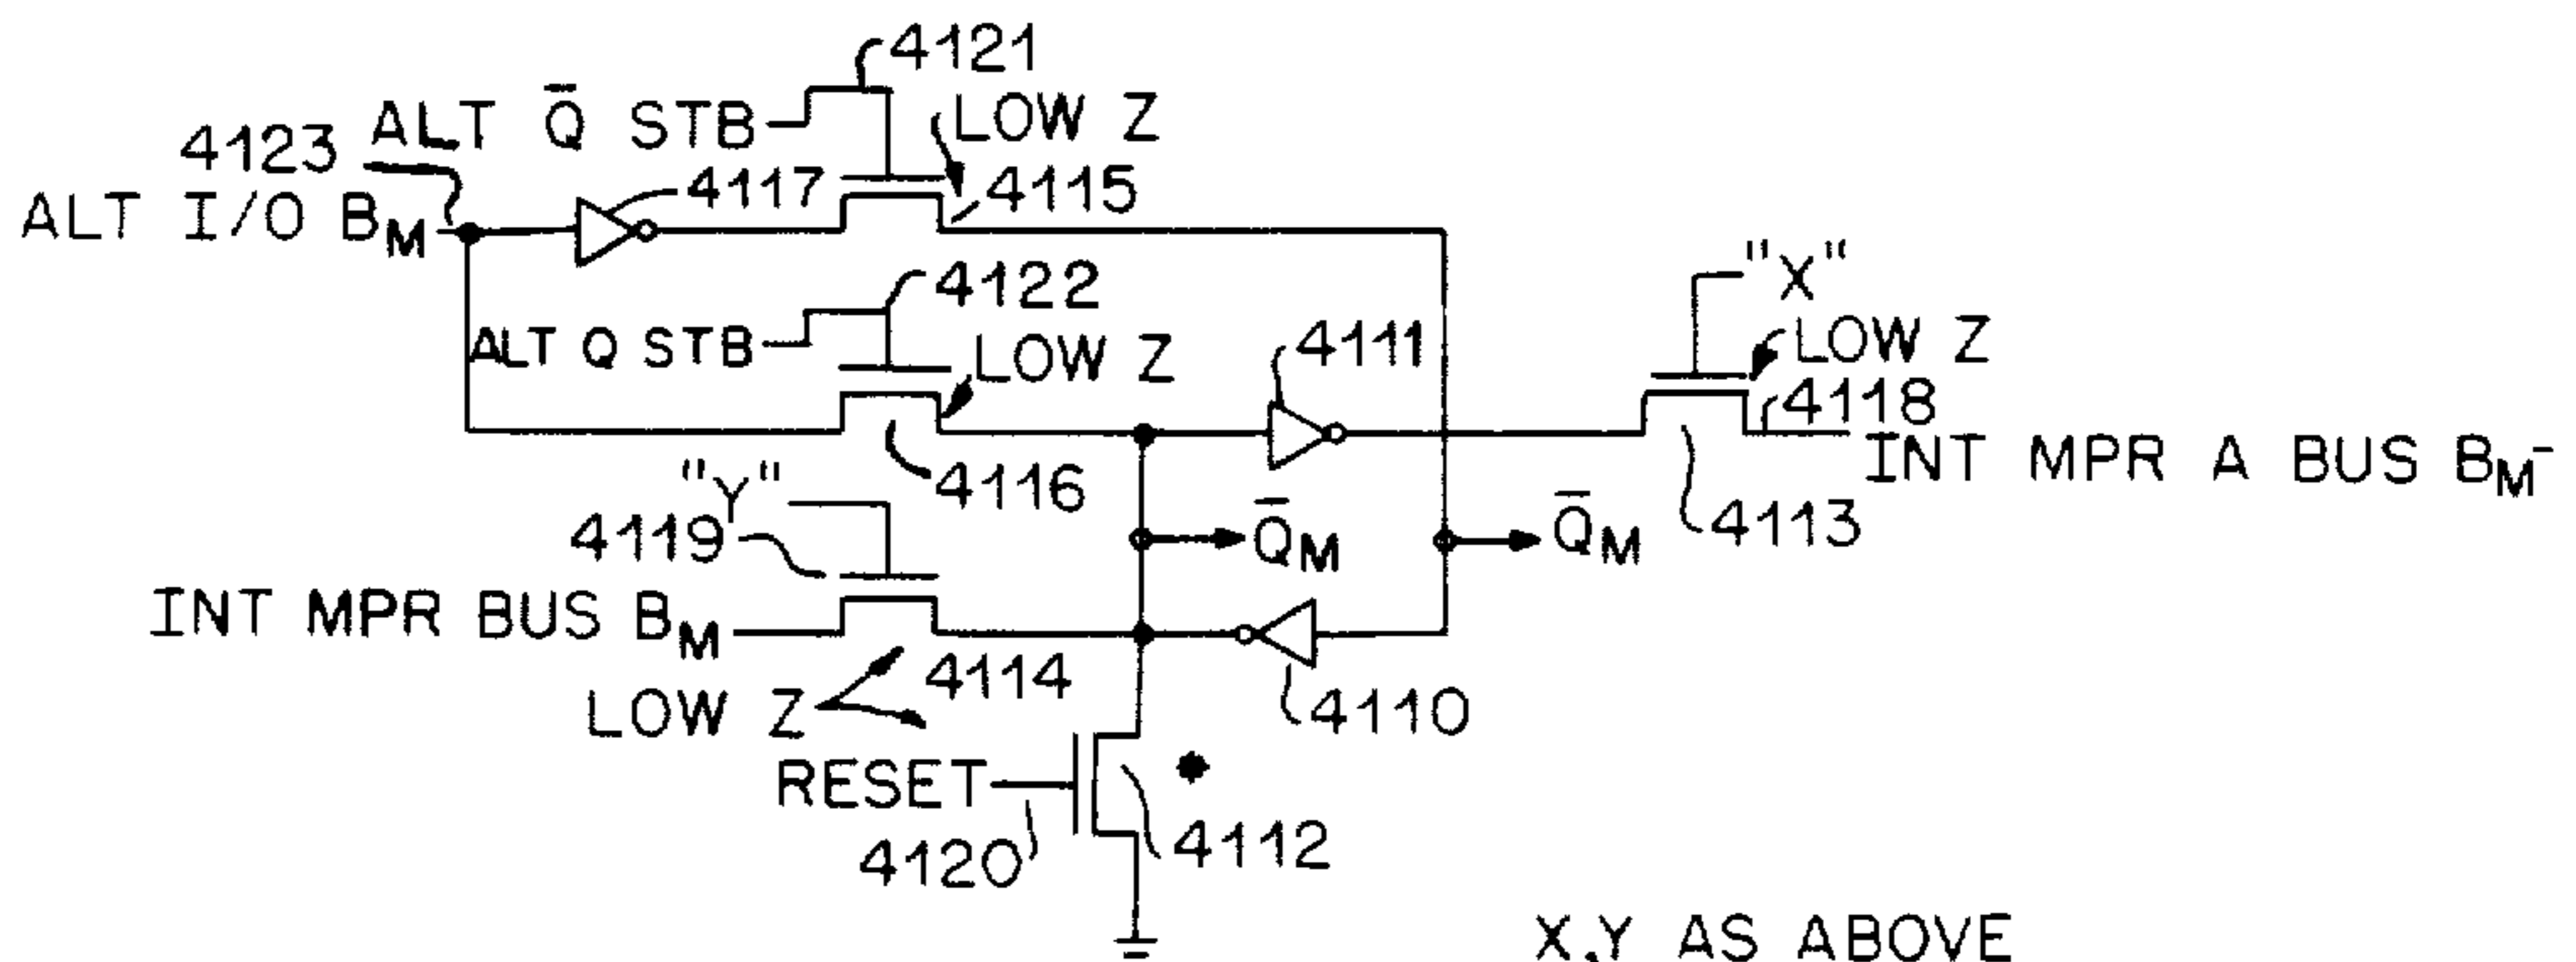 4121
ALT Q̄ STB
LOW Z
4123
4117
4115
ALT I/O BM
"X"
4122
LOW Z
ALT Q STB
LOW Z
4111
4118
"Y"
4116
INT MPR A BUS BM-
4119
Q̄M
Q̄M
4113
INT MPR BUS BM
4114
LOW Z
4110
RESET
4120
4112
X,Y AS ABOVE